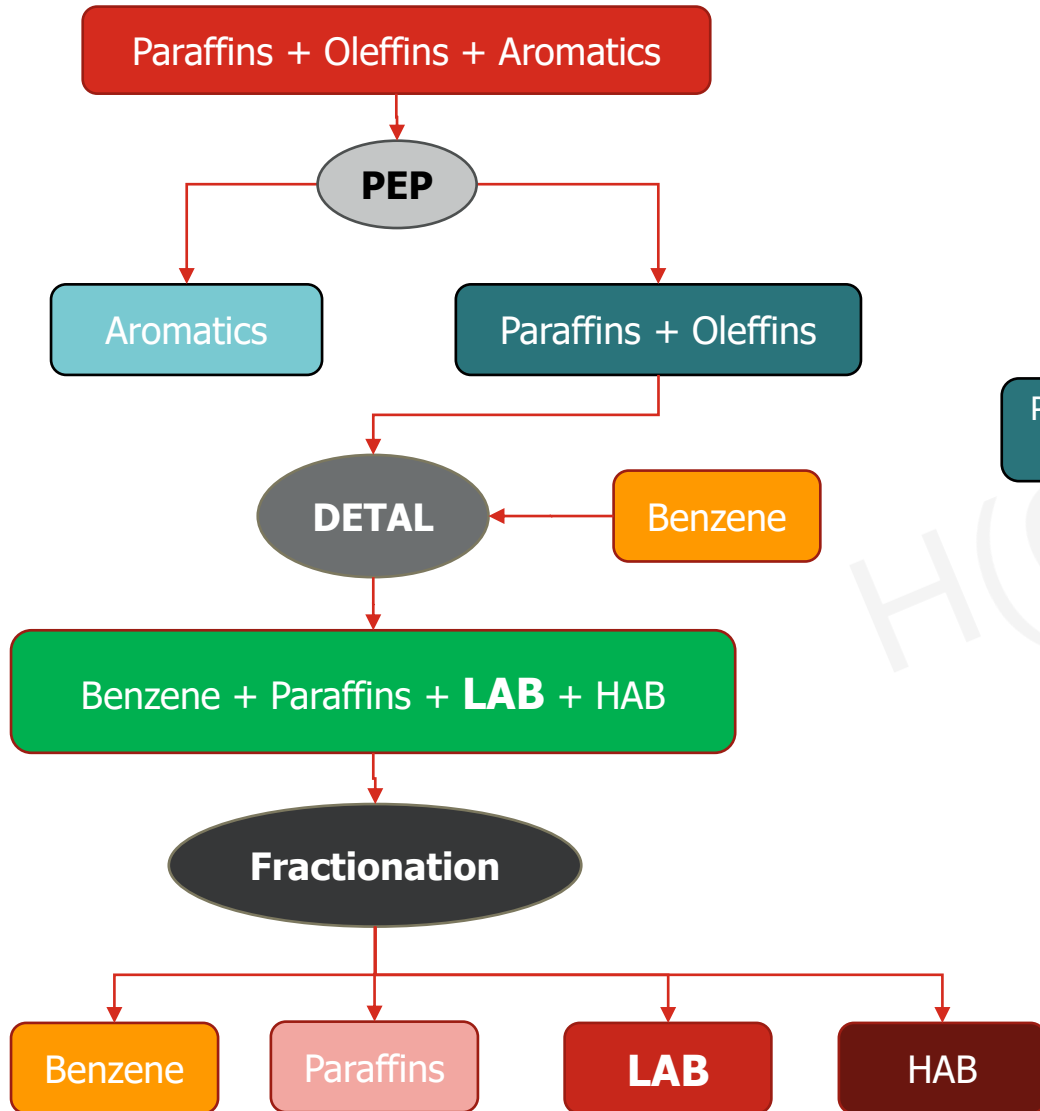 Paraffins + Oleffins + Aromatics
PEP
Aromatics
Paraffins + Oleffins
DETAL
Benzene
Benzene + Paraffins + LAB + HAB
Fractionation
Benzene
Paraffins
LAB
HAB